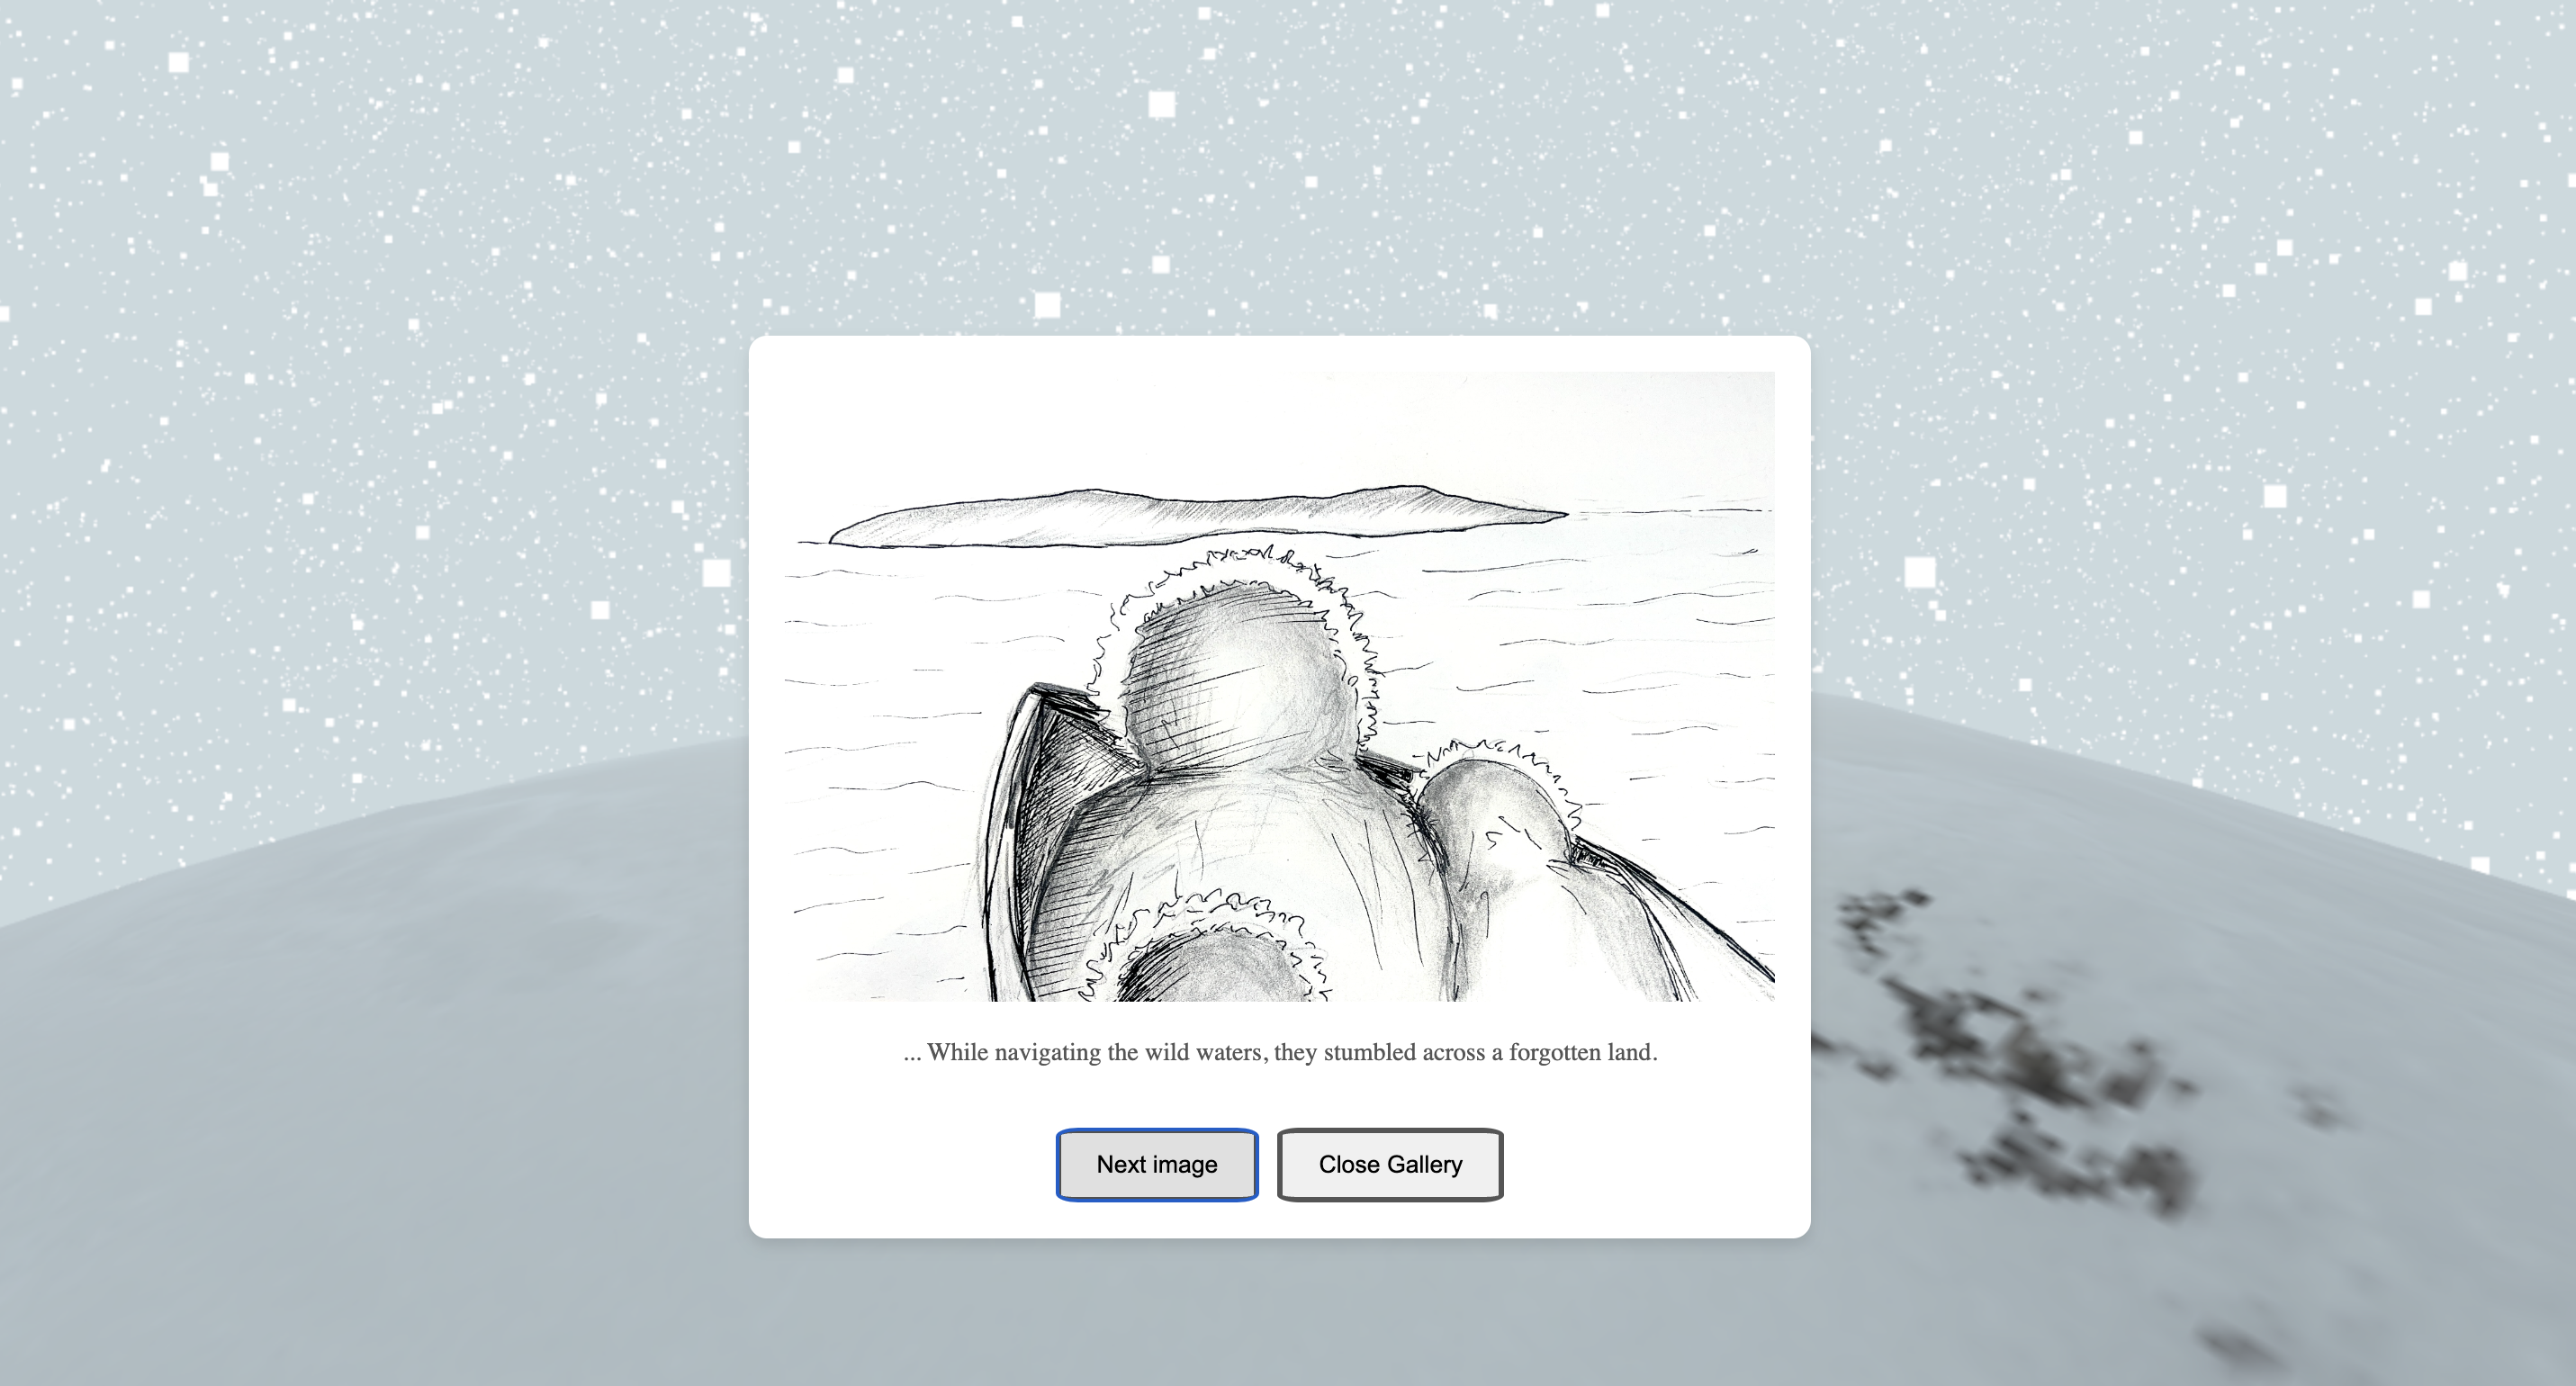 ... While navigating the wild waters, they stumbled across a forgotten land.
Next image
Close Gallery